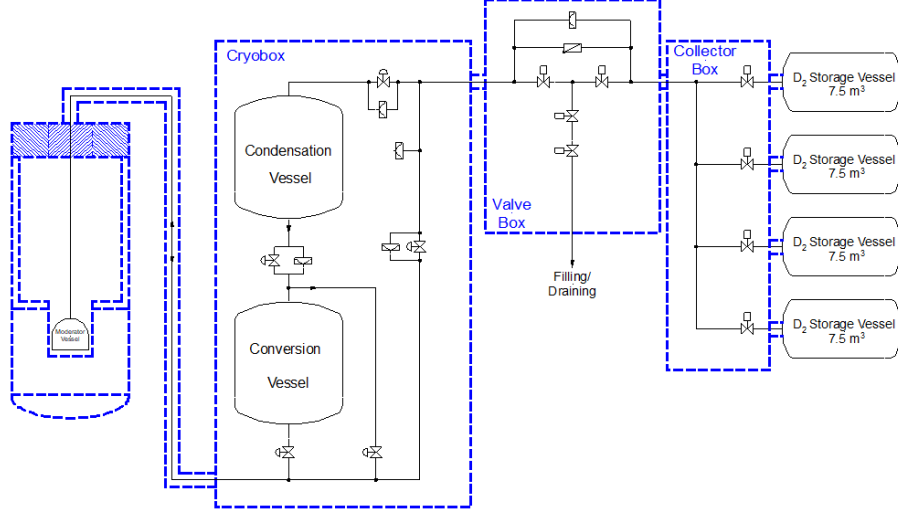 Cryobox
Condensation
Vessel
Conversion
Vessel
Moderator
Vessel
Valve
Box
Filling/
Draining
Collector
Box
D2 Storage Vessel
7.5 m3
D2 Storage Vessel
7.5 m3
D2 Storage Vessel
7.5 m3
D2 Storage Vessel
7.5 m3